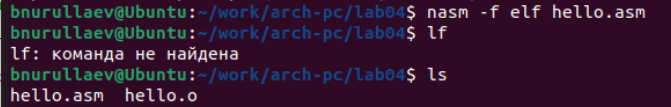 bnurullaev@Ubuntu:~/work/arch-pc/lab04$ nasm -f elf hello.asm
bnurullaev@Ubuntu:~/work/arch-pc/lab04$ lf
lf: команда не найдена
bnurullaev@Ubuntu:~/work/arch-pc/lab04$ ls
hello.asm  hello.o